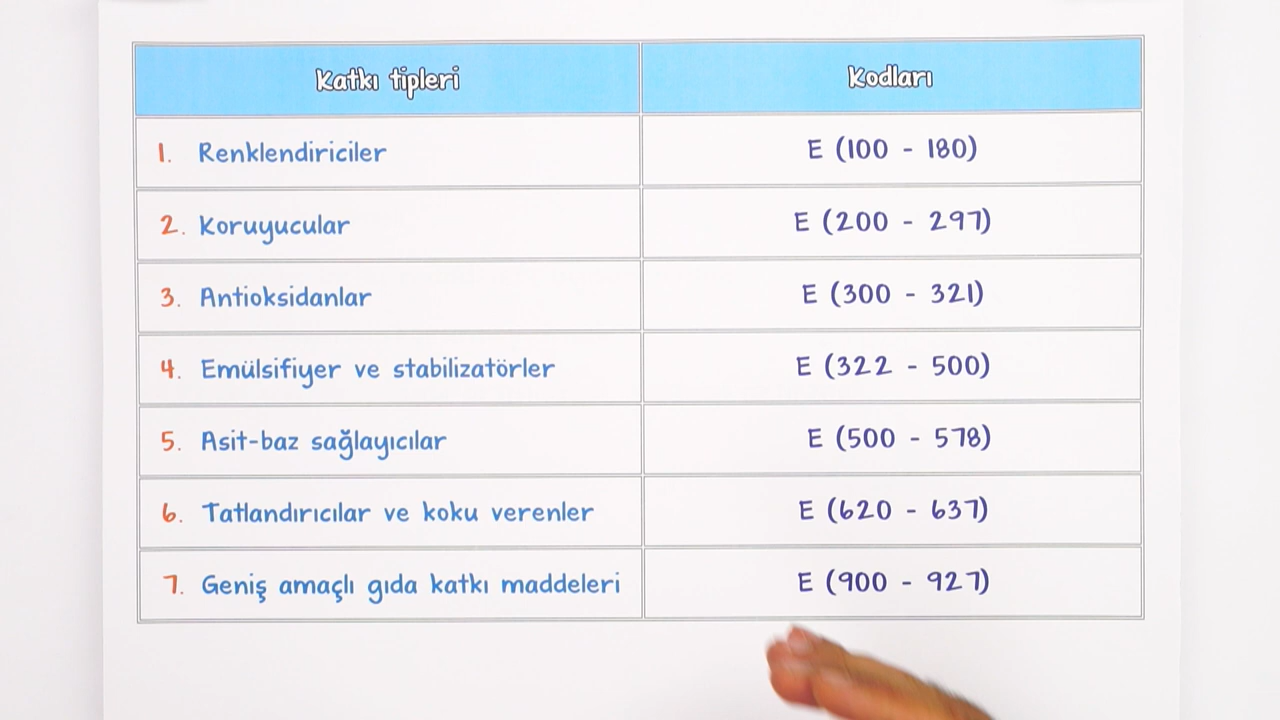 Katkı tipleri Kodları
1. Renklendiriciler E (100 - 180)
2. Koruyucular E (200 - 297)
3. Antioksidanlar E (300 - 321)
4. Emülsifiyer ve stabilizatörler E (322 - 500)
5. Asit-baz sağlayıcılar E (500 - 578)
6. Tatlandırıcılar ve koku verenler E (620 - 637)
7. Geniş amaçlı gıda katkı maddeleri E (900 - 927)